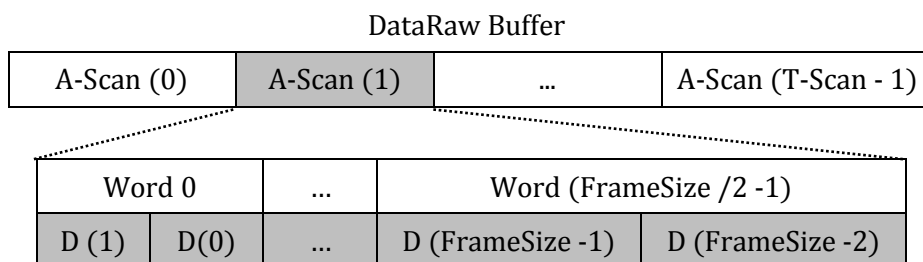 DataRaw Buffer
A-Scan (0) A-Scan (1) ... A-Scan (T-Scan - 1)
Word 0 ... Word (FrameSize /2 -1)
D (1) D(0) ... D (FrameSize -1) D (FrameSize -2)